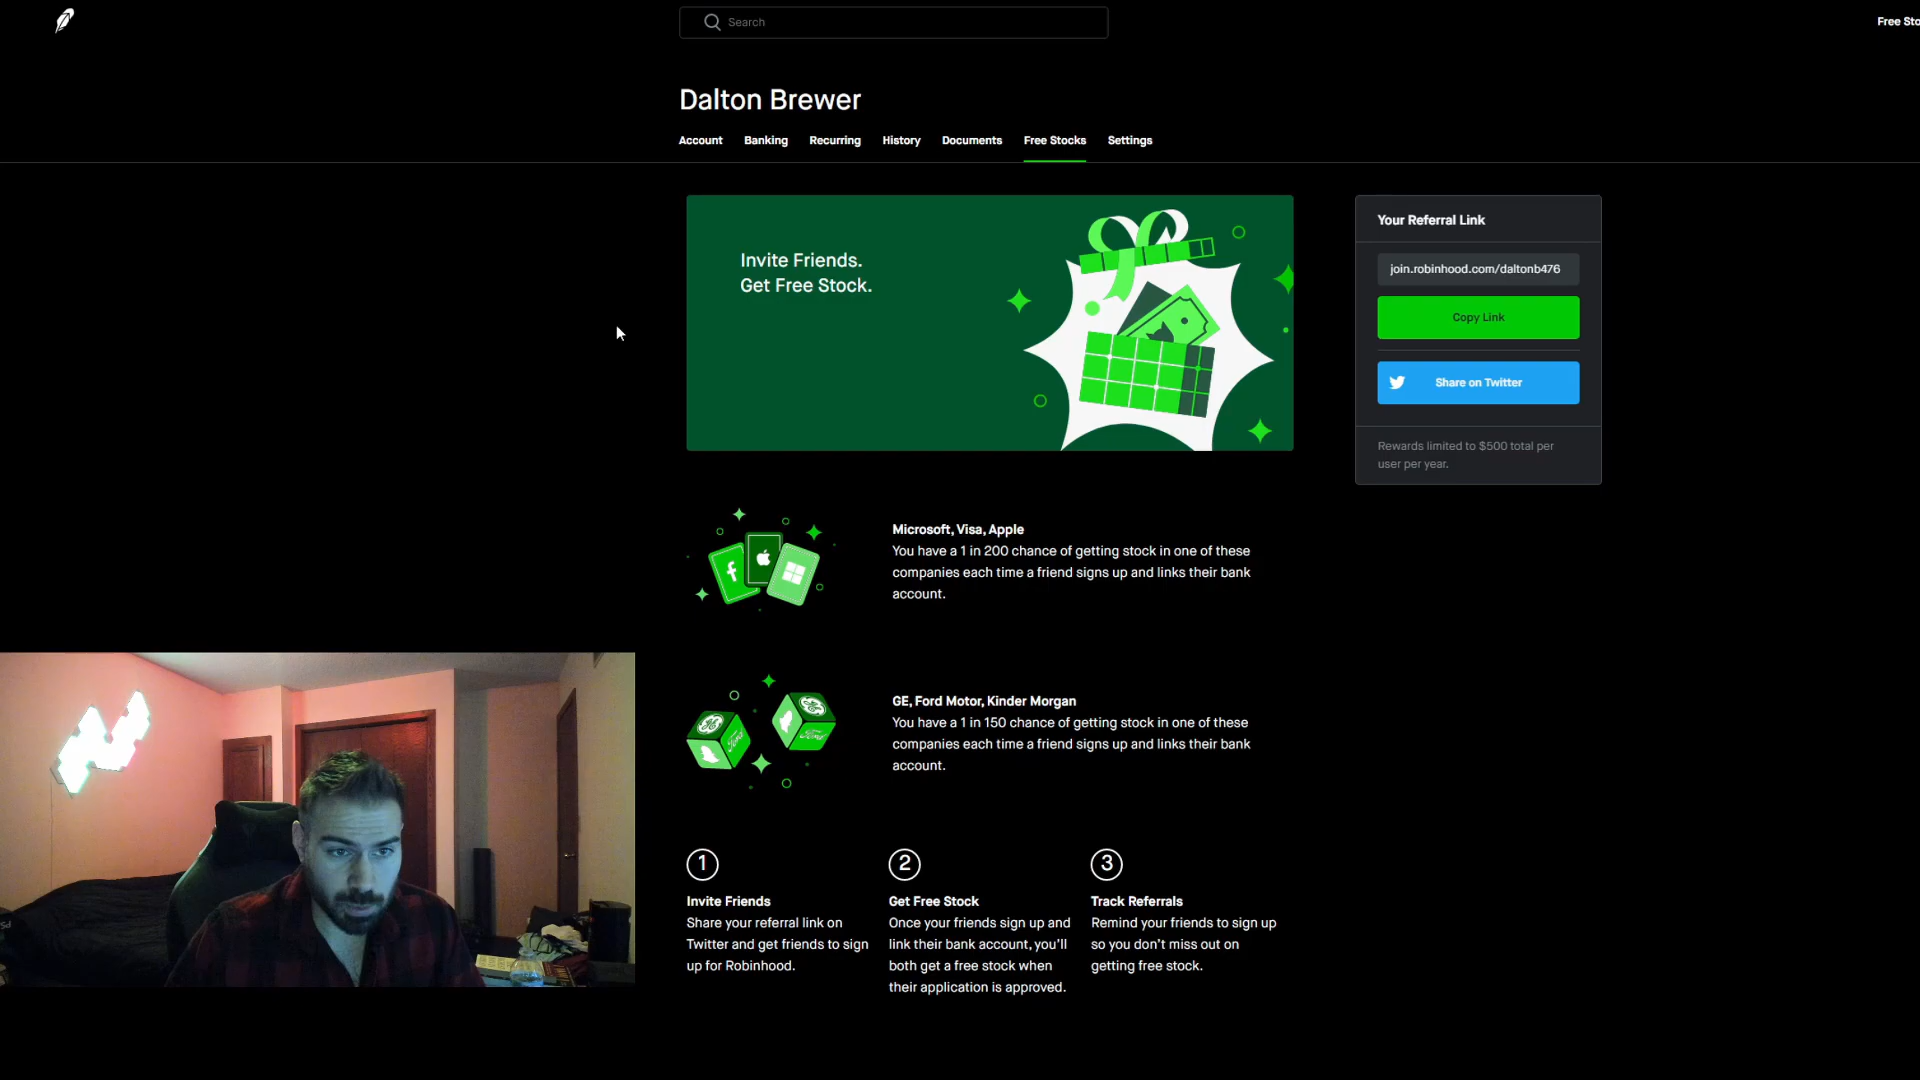 Search
Free Sto
Dalton Brewer
Account Banking Recurring History Documents Free Stocks Settings
Invite Friends.
Get Free Stock.
Your Referral Link
join.robinhood.com/daltonb476
Copy Link
Share on Twitter
Rewards limited to $500 total per
user per year.
Microsoft, Visa, Apple
You have a 1 in 200 chance of getting stock in one of these
companies each time a friend signs up and links their bank
account.
GE, Ford Motor, Kinder Morgan
You have a 1 in 150 chance of getting stock in one of these
companies each time a friend signs up and links their bank
account.
1
Invite Friends
Share your referral link on
Twitter and get friends to sign
up for Robinhood.
2
Get Free Stock
Once your friends sign up and
link their bank account, you'll
both get a free stock when
their application is approved.
3
Track Referrals
Remind your friends to sign up
so you don't miss out on
getting free stock.